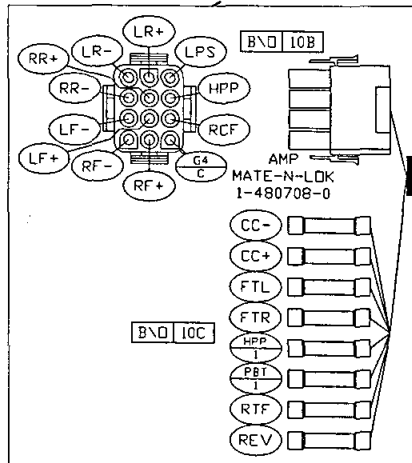 LR+
LR-
LPS
RR+
B\O 10B
RR-
HPP
LF-
RCF
LF+
RF-
G4
C
RF+
AMP
MATE-N-LOK
1-480708-0
CC-
CC+
FTL
FTR
B\O 10C
HPP
1
PBT
1
RTF
REV